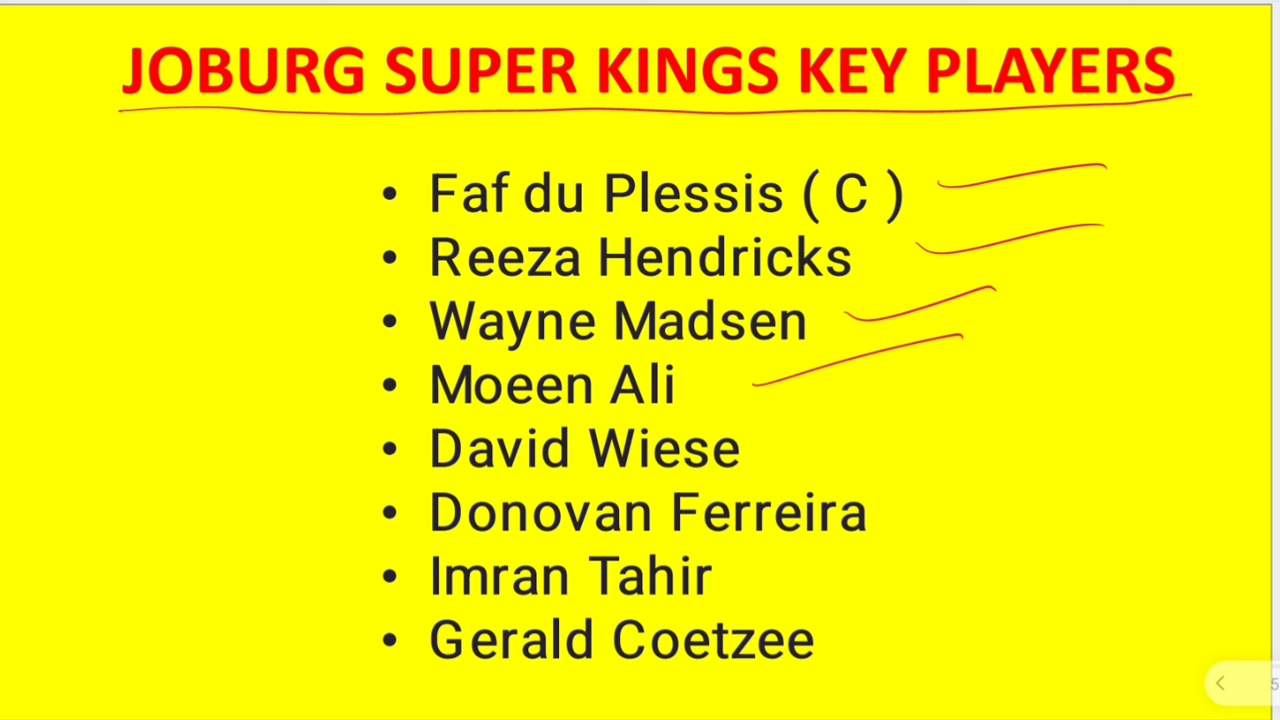 JOBURG SUPER KINGS KEY PLAYERS
• Faf du Plessis ( C )
• Reeza Hendricks
• Wayne Madsen
• Moeen Ali
• David Wiese
• Donovan Ferreira
• Imran Tahir
• Gerald Coetzee
5